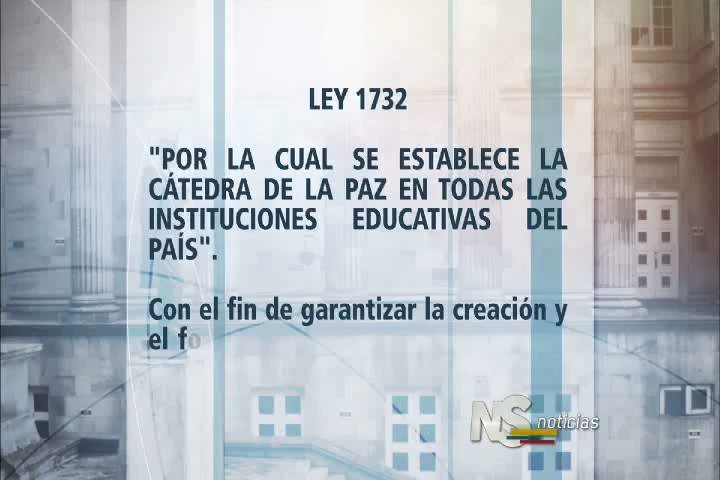 LEY 1732
"POR LA CUAL SE ESTABLECE LA
CÁTEDRA DE LA PAZ EN TODAS LAS
INSTITUCIONES EDUCATIVAS DEL
PAÍS".
Con el fin de garantizar la creación y
el fo
NS noticias